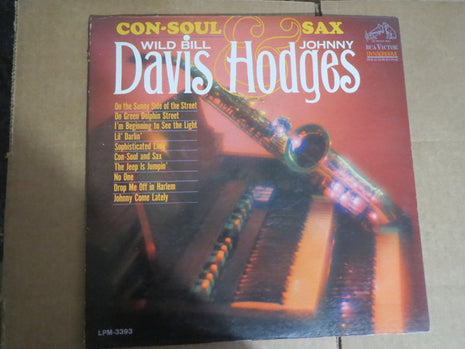 CON-SOUL & SAX
WILD BILL JOHNNY
Davis Hodges
On the Sunny Side of the Street
On Green Dolphin Street
I'm Beginning to See the Light
Lil' Darlin'
Sophisticated Lady
Con-Soul and Sax
The Jeep Is Jumpin'
No One
Drop Me Off in Harlem
Johnny Come Lately
RCA VICTOR
DYNAGROOVE
RECORDING
LPM-3393